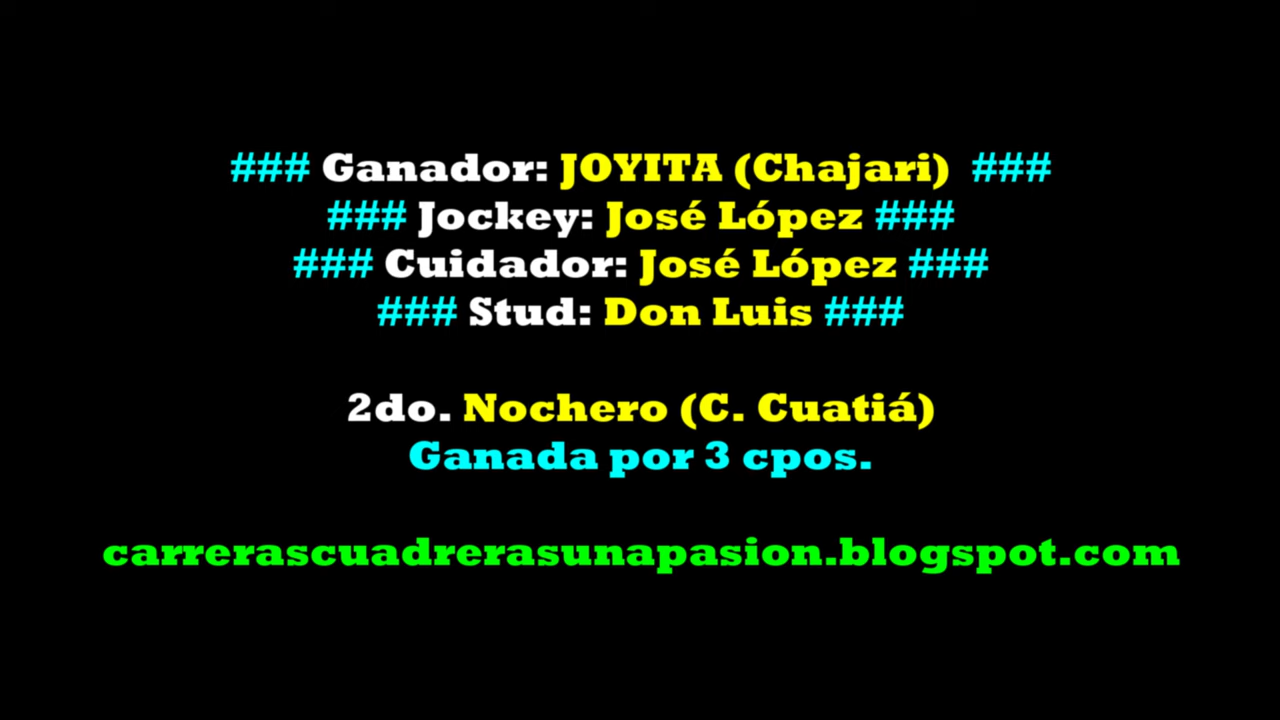 ### Ganador: JOYITA (Chajari) ###
### Jockey: José López ###
### Cuidador: José López ###
### Stud: Don Luis ###
2do. Nochero (C. Cuatiá)
Ganada por 3 cpos.
carrerascuadrerasunapasion.blogspot.com